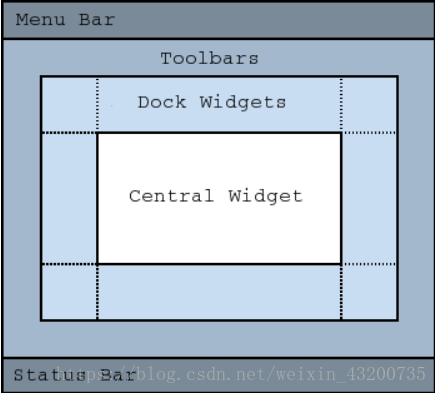 Menu Bar
Toolbars
Dock Widgets
Central Widget
Status Bar
https://blog.csdn.net/weixin_43200735